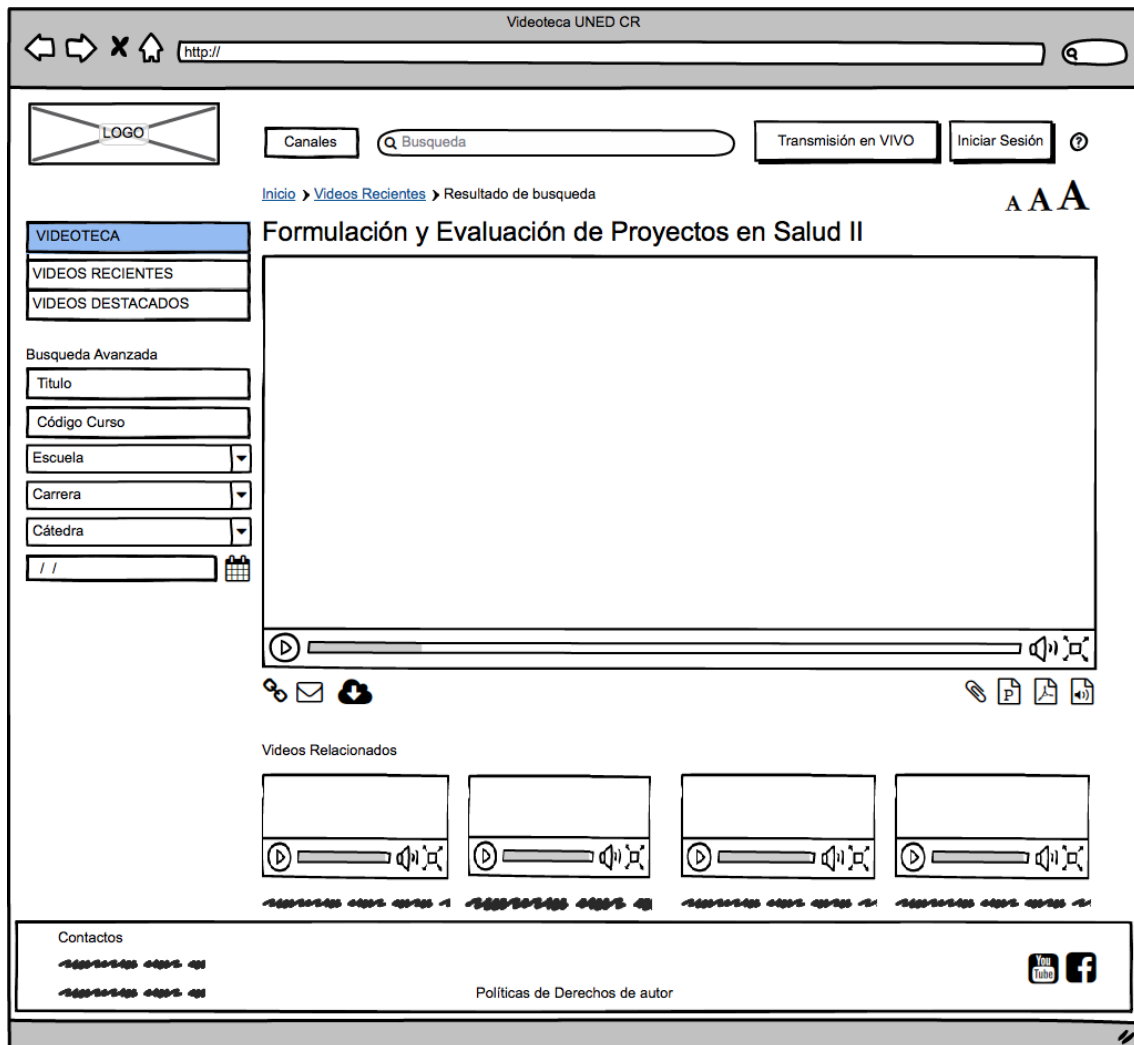 Videoteca UNED CR
http://
LOGO
Canales
Busqueda
Transmisión en VIVO
Iniciar Sesión
?
Inicio > Videos Recientes > Resultado de busqueda
A A A
VIDEOTECA
VIDEOS RECIENTES
VIDEOS DESTACADOS
Busqueda Avanzada
Titulo
Código Curso
Escuela
Carrera
Cátedra
/ /
Formulación y Evaluación de Proyectos en Salud II
P
Videos Relacionados
Contactos
Políticas de Derechos de autor
You
Tube
f